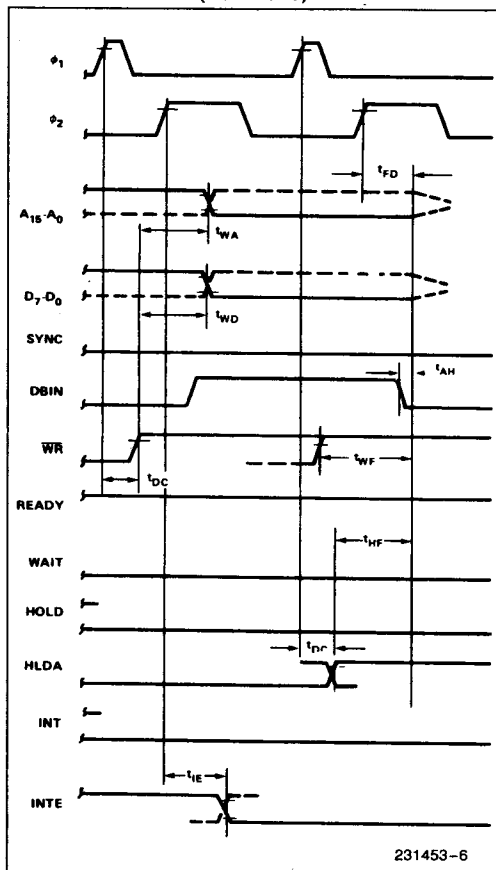 φ1
φ2
tFD
A15-A0
tWA
D7-D0
tWD
SYNC
DBIN
tAH
WR
tDC
tWF
READY
tHF
WAIT
HOLD
HLDA
tDC
INT
tIE
INTE
231453-6